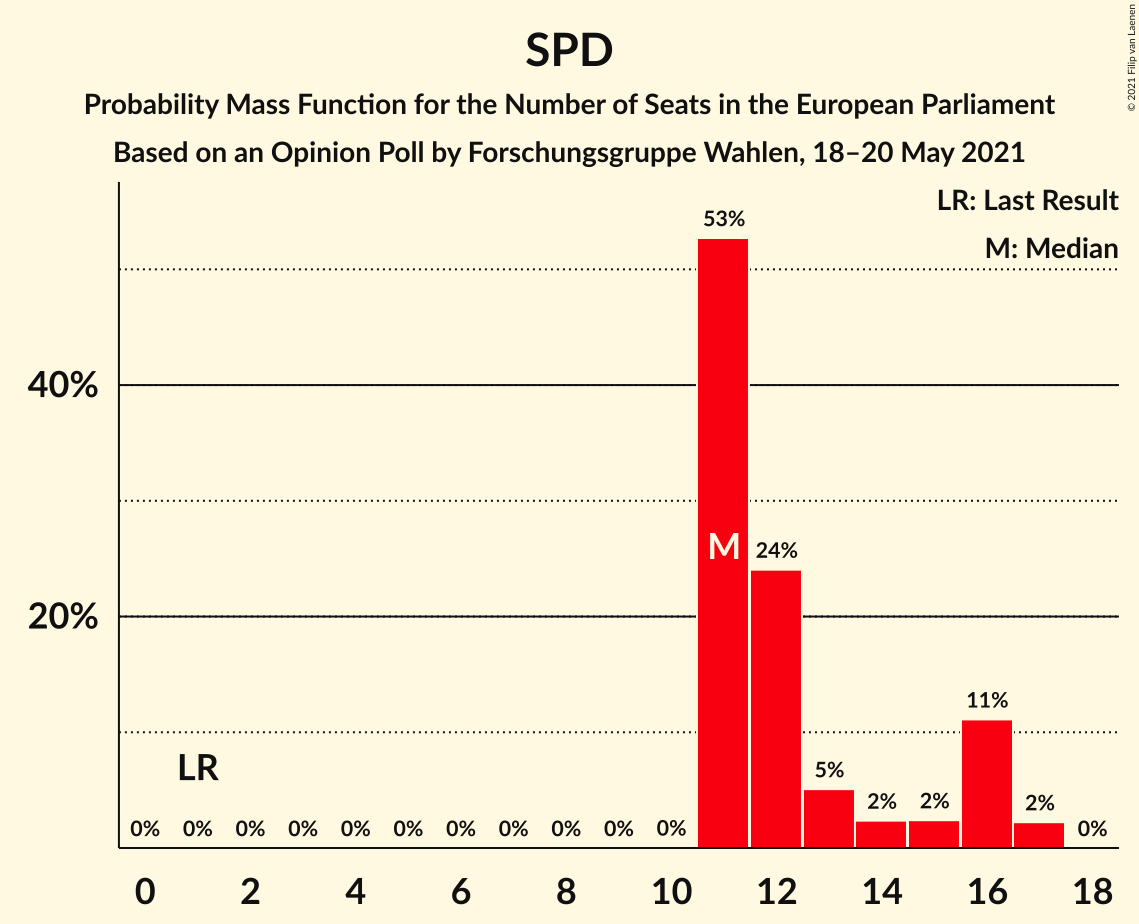 SPD
Probability Mass Function for the Number of Seats in the European Parliament
Based on an Opinion Poll by Forschungsgruppe Wahlen, 18–20 May 2021
© 2021 Filip van Laenen
LR: Last Result
M: Median
53%
40%
M
24%
20%
11%
LR
5%
2%
2%
2%
0% 0% 0% 0% 0% 0% 0% 0% 0% 0% 0% 0%
0 2 4 6 8 10 12 14 16 18